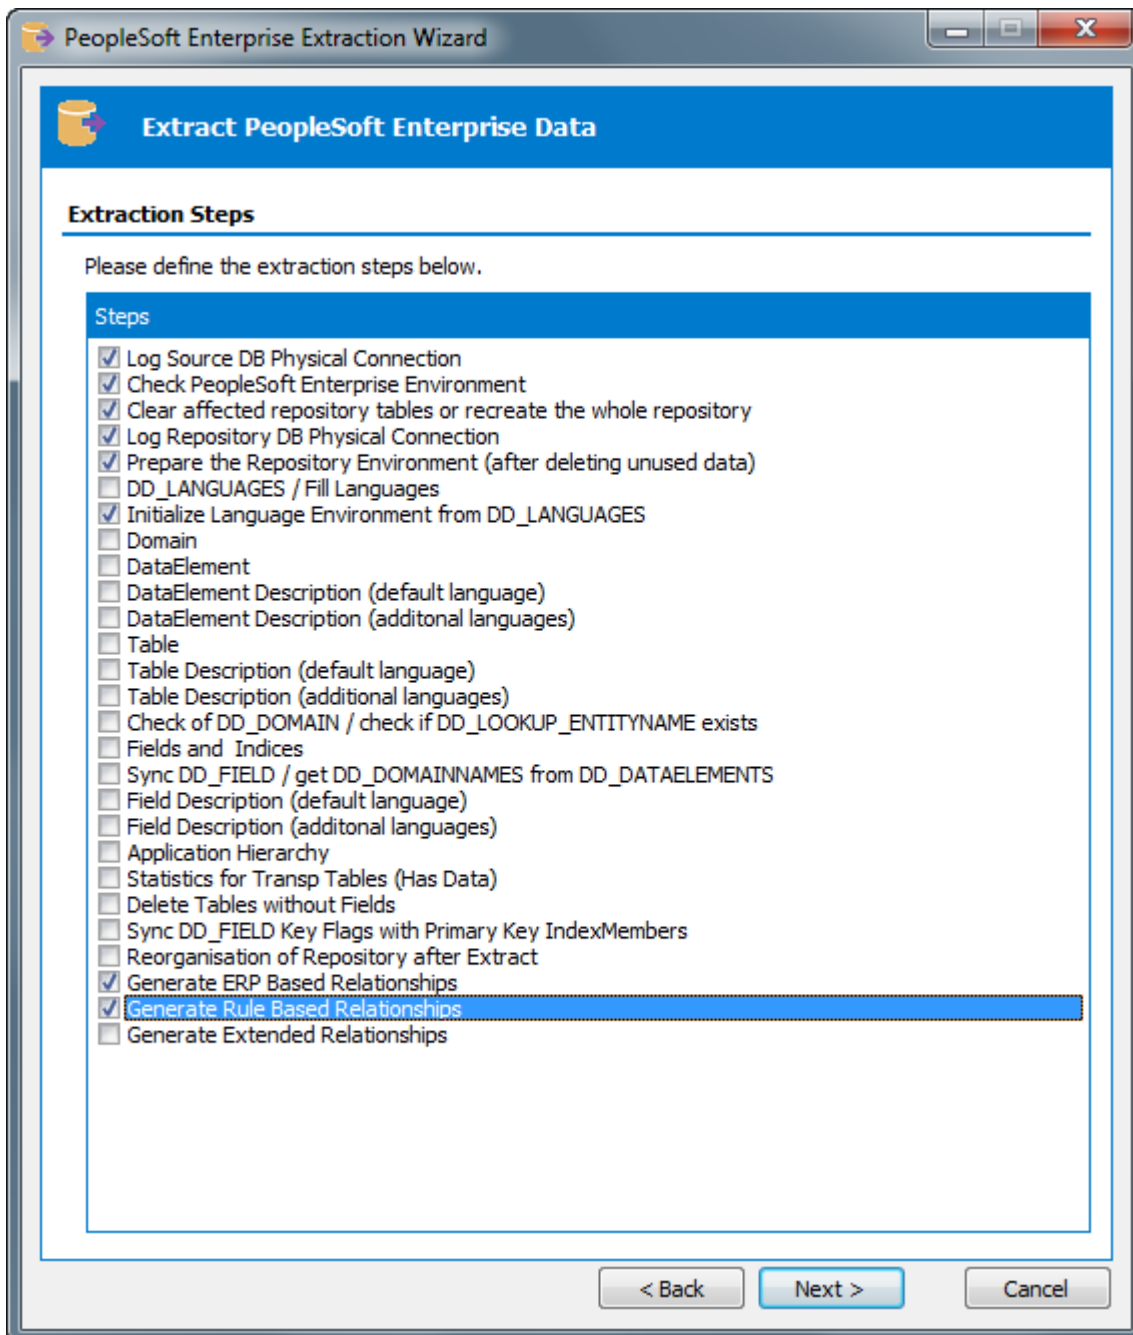 PeopleSoft Enterprise Extraction Wizard
Extract PeopleSoft Enterprise Data
Extraction Steps
Please define the extraction steps below.
Steps
Log Source DB Physical Connection
Check PeopleSoft Enterprise Environment
Clear affected repository tables or recreate the whole repository
Log Repository DB Physical Connection
Prepare the Repository Environment (after deleting unused data)
DD_LANGUAGES / Fill Languages
Initialize Language Environment from DD_LANGUAGES
Domain
DataElement
DataElement Description (default language)
DataElement Description (additonal languages)
Table
Table Description (default language)
Table Description (additional languages)
Check of DD_DOMAIN / check if DD_LOOKUP_ENTITYNAME exists
Fields and  Indices
Sync DD_FIELD / get DD_DOMAINNAMES from DD_DATAELEMENTS
Field Description (default language)
Field Description (additonal languages)
Application Hierarchy
Statistics for Transp Tables (Has Data)
Delete Tables without Fields
Sync DD_FIELD Key Flags with Primary Key IndexMembers
Reorganisation of Repository after Extract
Generate ERP Based Relationships
Generate Rule Based Relationships
Generate Extended Relationships
< Back Next > Cancel